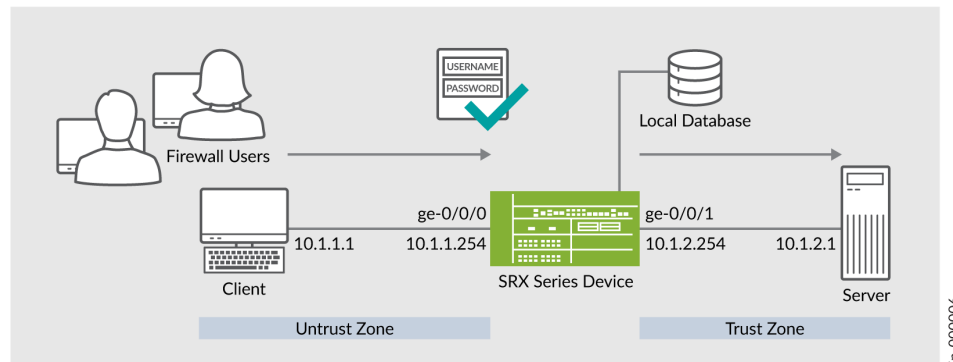 USERNAME
PASSWORD
Local Database
Firewall Users
ge-0/0/0
ge-0/0/1
10.1.1.1
10.1.1.254
10.1.2.254
10.1.2.1
Client
SRX Series Device
Server
Untrust Zone
Trust Zone